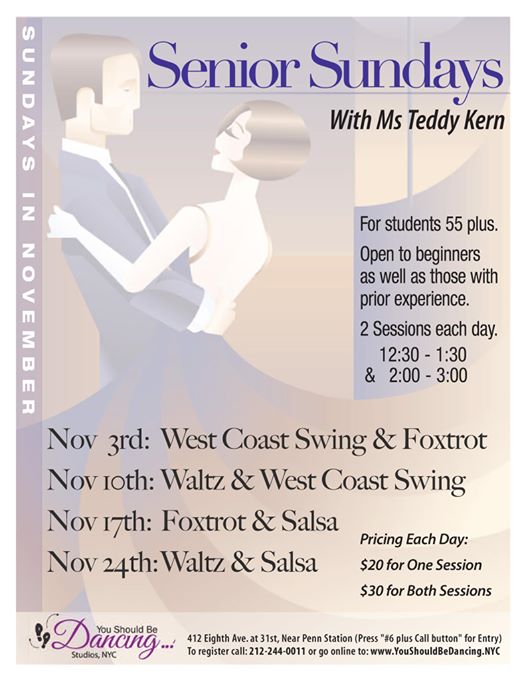 SUNDAYS IN NOVEMBER
Senior Sundays
With Ms Teddy Kern
For students 55 plus.
Open to beginners
as well as those with
prior experience.
2 Sessions each day.
12:30 - 1:30
& 2:00 - 3:00
Nov 3rd: West Coast Swing & Foxtrot
Nov 10th: Waltz & West Coast Swing
Nov 17th: Foxtrot & Salsa
Nov 24th: Waltz & Salsa
Pricing Each Day:
$20 for One Session
$30 for Both Sessions
You Should Be
Dancing...!
Studios, NYC
412 Eighth Ave. at 31st, Near Penn Station (Press "#6 plus Call button" for Entry)
To register call: 212-244-0011 or go online to: www.YouShouldBeDancing.NYC